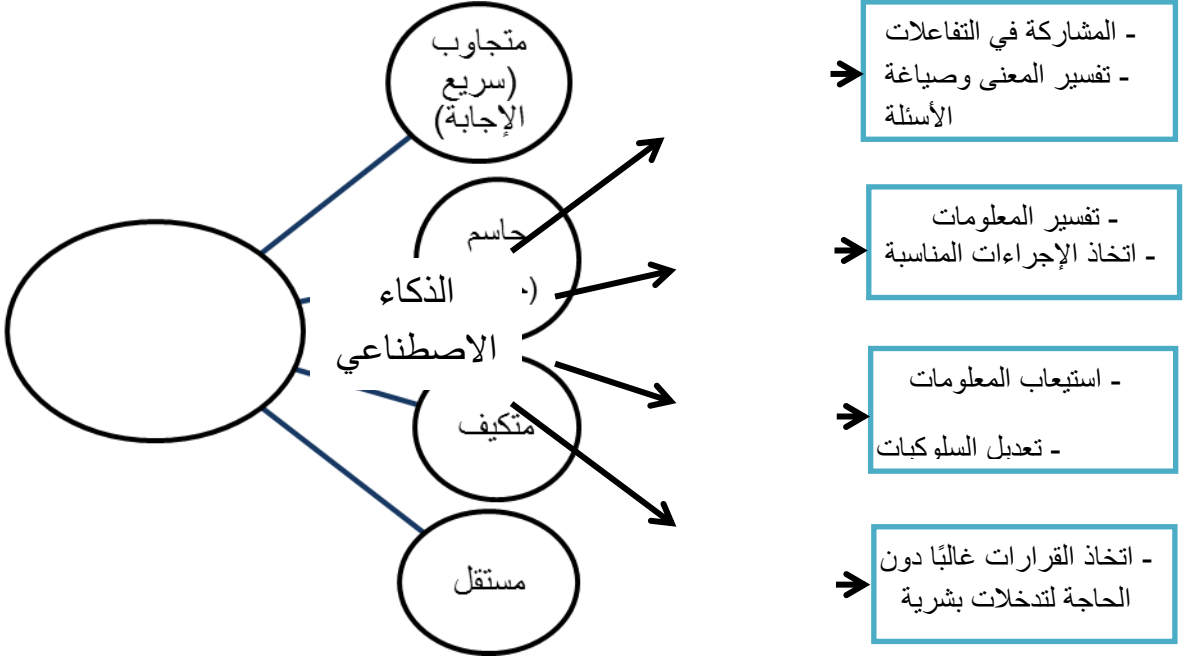 متجاوب
(سريع
الإجابة)
حاسم
الذكاء
الاصطناعي
متكيف
مستقل
- المشاركة في التفاعلات
- تفسير المعنى وصياغة
الأسئلة
- تفسير المعلومات
- اتخاذ الإجراءات المناسبة
- استيعاب المعلومات
- تعديل السلوكيات
- اتخاذ القرارات غالبًا دون
الحاجة لتدخلات بشرية